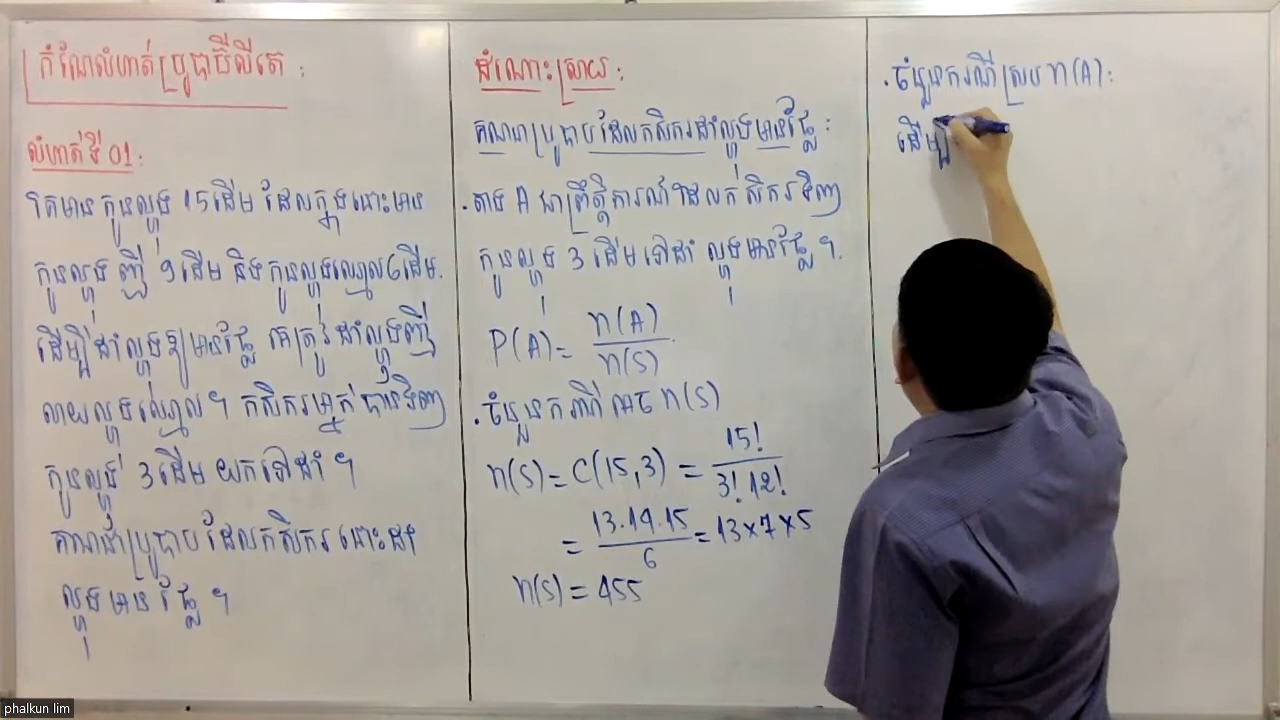 កំណែលំហាត់ប្រូបាប៊ីលីតេ :
លំហាត់ទី 01 :
គេមានកូនល្ហុង 15 ដើម ដែលក្នុងនោះមាន
កូនល្ហុងញី 9 ដើម និងកូនល្ហុងឈ្មោល 6 ដើម.
ដើម្បីដាំល្ហុងឲ្យមានផ្លែ គេត្រូវដាំល្ហុងញី
លាយល្ហុងឈ្មោល។ កសិករម្នាក់បានទិញ
កូនល្ហុង 3 ដើម យកទៅដាំ ។
គណនាប្រូបាប ដែលកសិករនោះដាំ
ល្ហុងមានផ្លែ ។
ដំណោះស្រាយ :
គណនាប្រូបាបដែលកសិករដាំល្ហុងមានផ្លែ :
. តាង A ជាព្រឹត្តិការណ៍ដែលកសិករទិញ
កូនល្ហុង 3 ដើមទៅដាំ ល្ហុងមានផ្លែ ។
P(A) = n(A) / n(S)
. ចំនួនករណីអាច n(S)
n(S) = C(15,3) = 15! / 3! 12!
= 13.14.15 / 6 = 13×7×5
n(S) = 455
. ចំនួនករណីស្រប n(A) :
ដើម្បី
phalkun lim